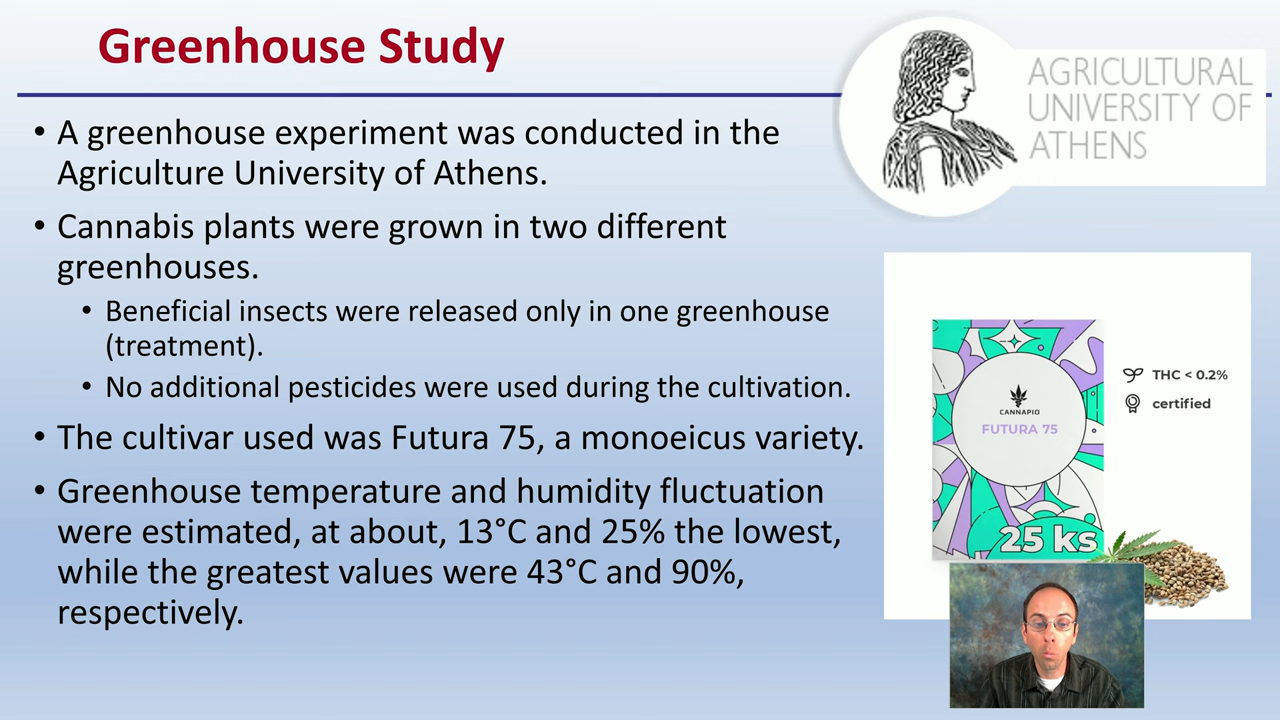 Greenhouse Study
AGRICULTURAL
UNIVERSITY OF
ATHENS
• A greenhouse experiment was conducted in the
Agriculture University of Athens.
• Cannabis plants were grown in two different
greenhouses.
• Beneficial insects were released only in one greenhouse
(treatment).
• No additional pesticides were used during the cultivation.
• The cultivar used was Futura 75, a monoeicus variety.
• Greenhouse temperature and humidity fluctuation
were estimated, at about, 13°C and 25% the lowest,
while the greatest values were 43°C and 90%,
respectively.
CANNAPIO
FUTURA 75
25 ks
THC < 0.2%
certified